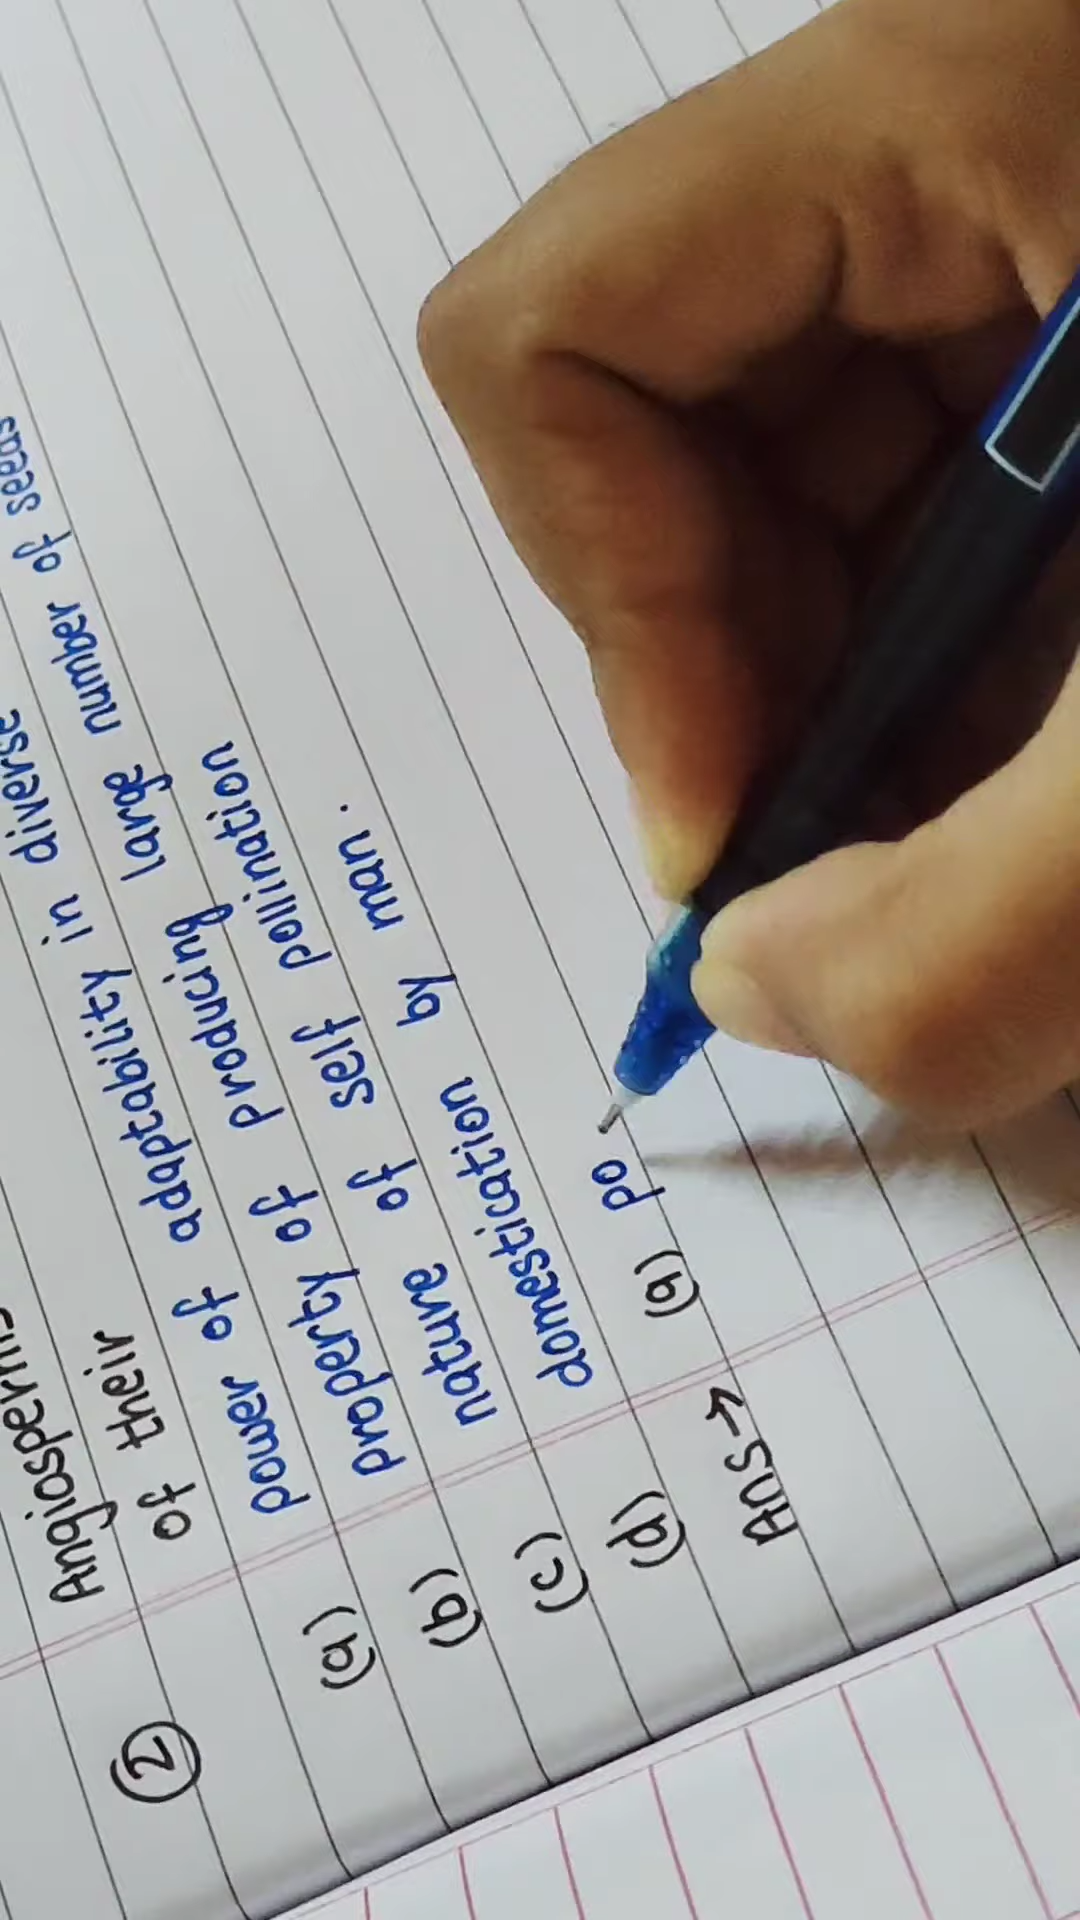 ② Angiosperms
of their
(a) power of adaptability in diverse
(b) property of producing large number of seeds
(c) nature of self pollination
(d) domestication by man.
Ans→ (a) po